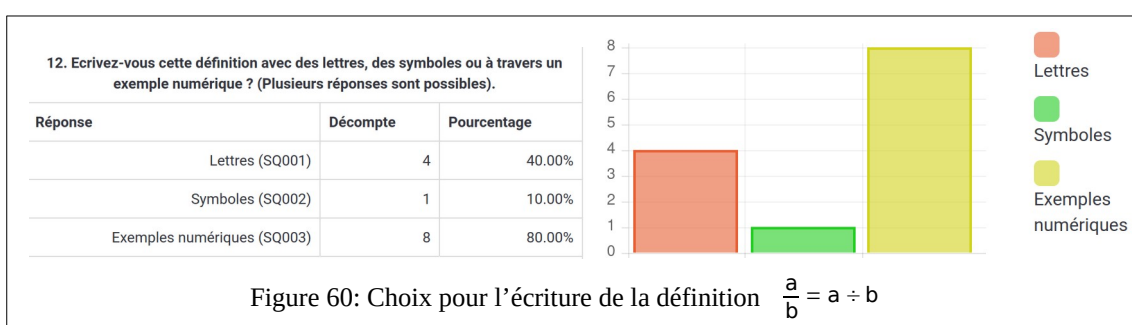 12. Ecrivez-vous cette définition avec des lettres, des symboles ou à travers un
exemple numérique ? (Plusieurs réponses sont possibles).
Réponse Décompte Pourcentage
Lettres (SQ001) 4 40.00%
Symboles (SQ002) 1 10.00%
Exemples numériques (SQ003) 8 80.00%
8
7
6
5
4
3
2
1
0
Lettres
Symboles
Exemples
numériques
Figure 60: Choix pour l’écriture de la définition a/b = a ÷ b